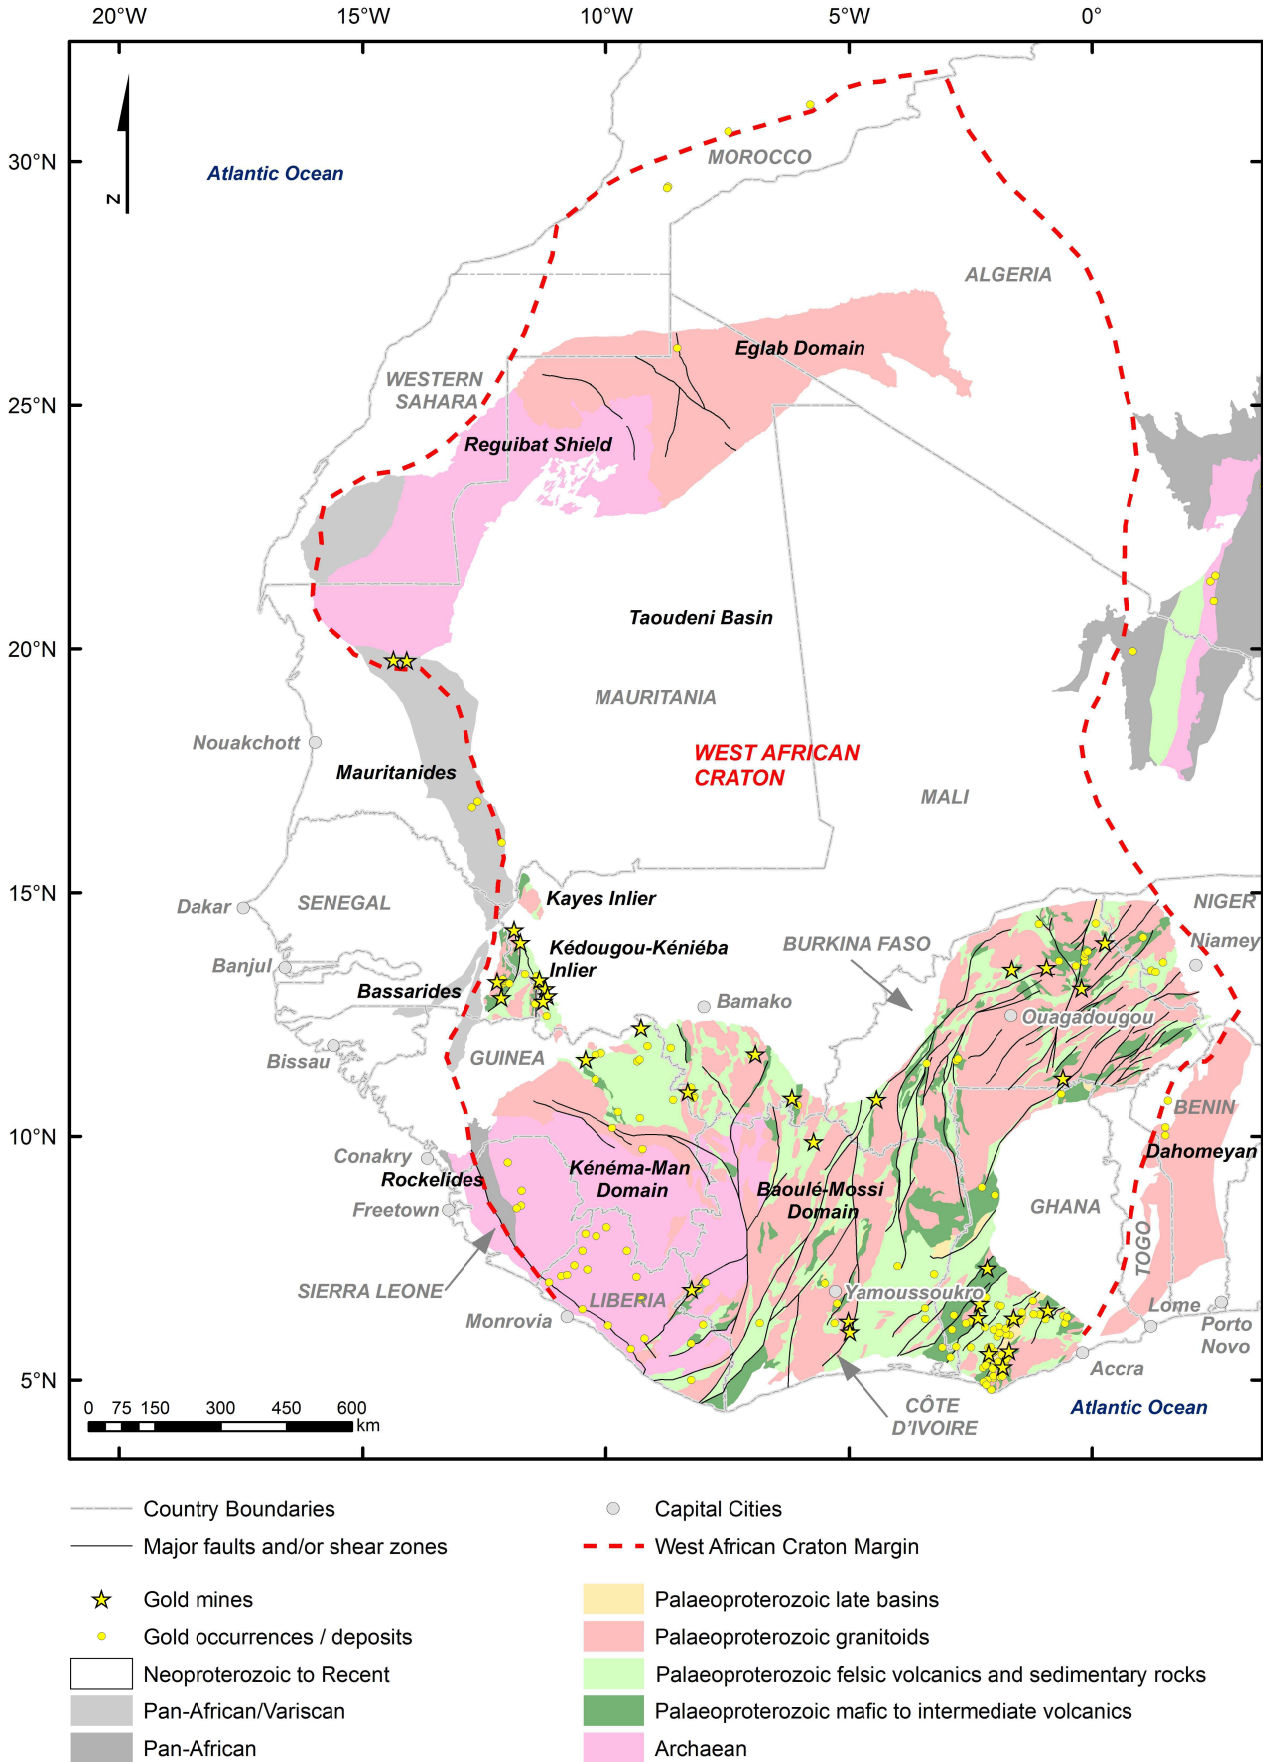 20°W 15°W 10°W 5°W 0°
30°N
25°N
20°N
15°N
10°N
5°N
N
Atlantic Ocean
MOROCCO
ALGERIA
Eglab Domain
WESTERN
SAHARA
Reguibat Shield
Taoudeni Basin
MAURITANIA
Nouakchott
Mauritanides
WEST AFRICAN
CRATON
MALI
Kayes Inlier
Dakar
SENEGAL
NIGER
Kédougou-Kéniéba
Inlier
BURKINA FASO
Niamey
Banjul
Bassarides
Bamako
Ouagadougou
Bissau
GUINEA
BENIN
Conakry
Rockelides
Kénéma-Man
Domain
Dahomeyan
Baoulé-Mossi
Domain
GHANA
Freetown
TOGO
SIERRA LEONE
LIBERIA
Yamoussoukro
Monrovia
Lome
Porto
Novo
Accra
CÔTE
D'IVOIRE
Atlantic Ocean
0 75 150 300 450 600
km
Country Boundaries
Major faults and/or shear zones
Gold mines
Gold occurrences / deposits
Neoproterozoic to Recent
Pan-African/Variscan
Pan-African
Capital Cities
West African Craton Margin
Palaeoproterozoic late basins
Palaeoproterozoic granitoids
Palaeoproterozoic felsic volcanics and sedimentary rocks
Palaeoproterozoic mafic to intermediate volcanics
Archaean